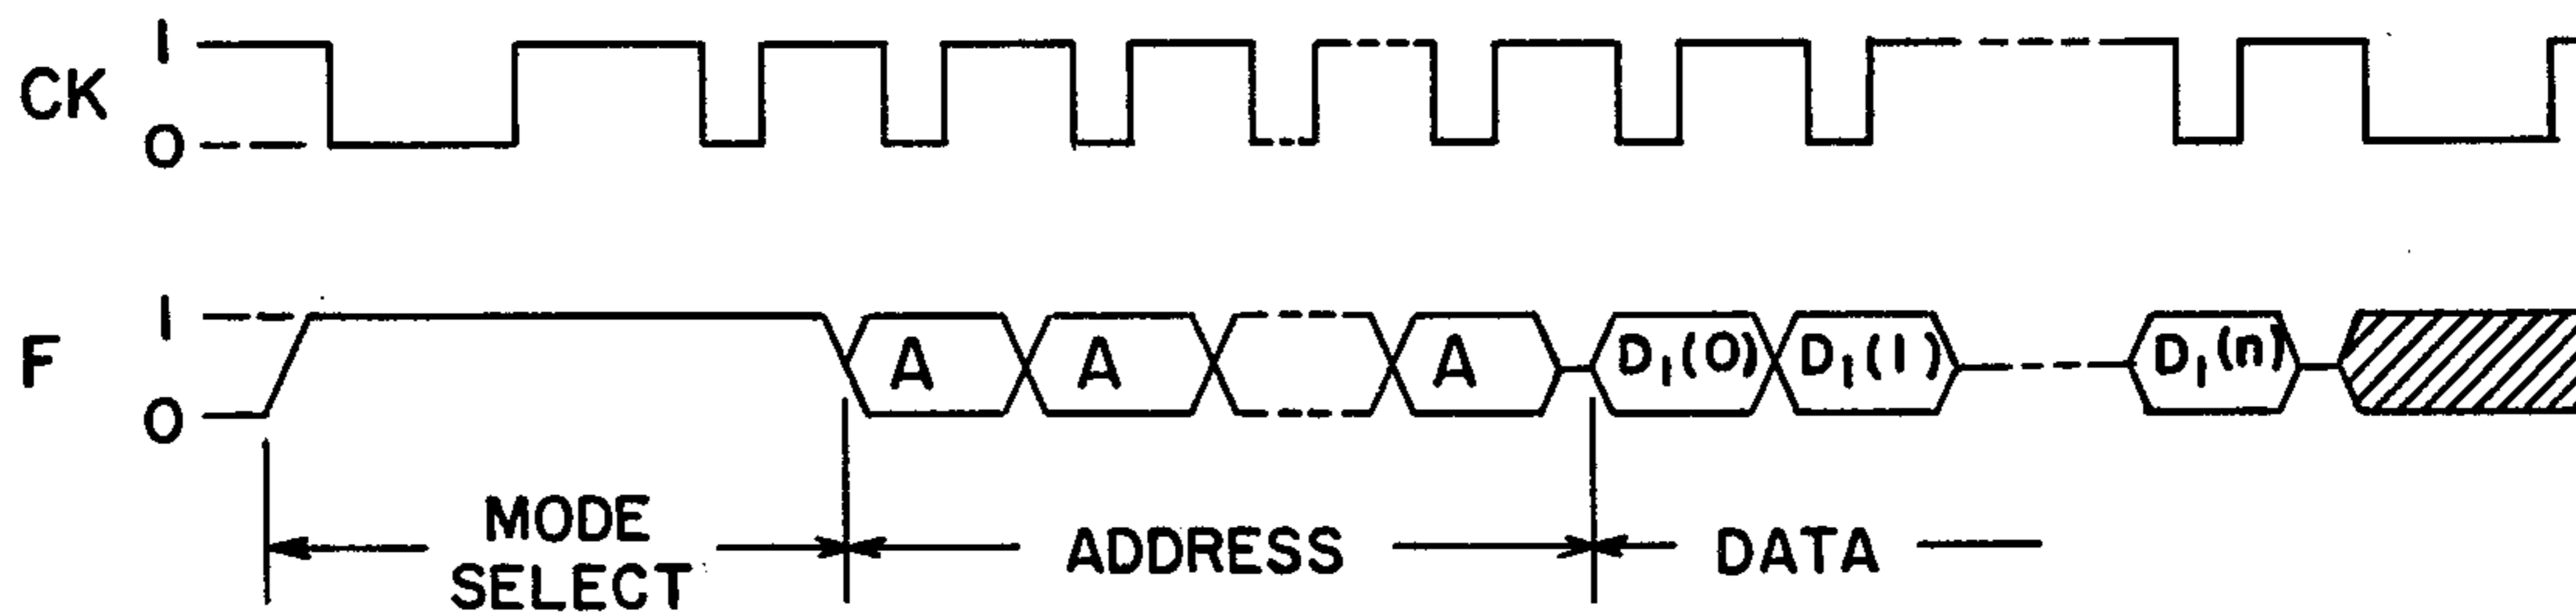 1
CK
0
1
F
0
A A A D₁(0) D₁(1) D₁(n)
MODE
SELECT
ADDRESS
DATA